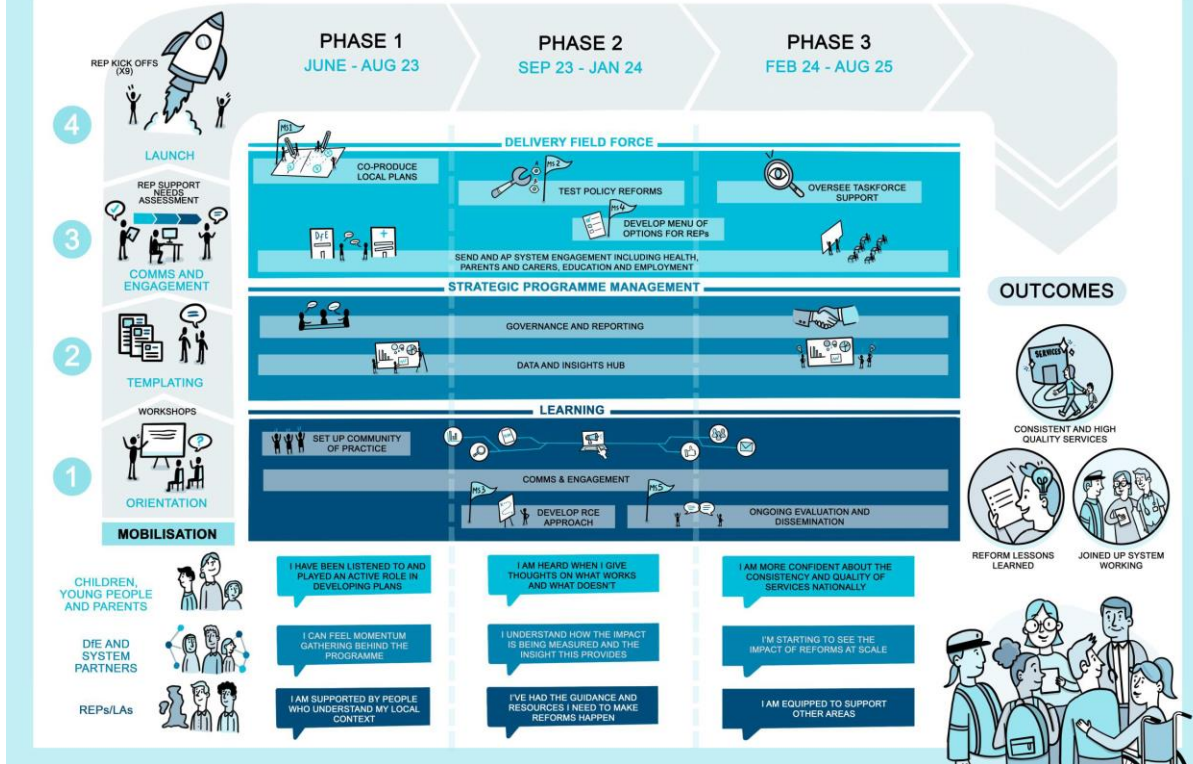 PHASE 1
JUNE - AUG 23
PHASE 2
SEP 23 - JAN 24
PHASE 3
FEB 24 - AUG 25
REP KICK OFFS
(X9)
4
LAUNCH
REP SUPPORT
NEEDS
ASSESSMENT
3
COMMS AND
ENGAGEMENT
2
TEMPLATING
WORKSHOPS
1
ORIENTATION
MOBILISATION
DELIVERY FIELD FORCE
MS1
CO-PRODUCE
LOCAL PLANS
MS2
TEST POLICY REFORMS
OVERSEE TASKFORCE
SUPPORT
MS4
DEVELOP MENU OF
OPTIONS FOR REPs
DfE
SEND AND AP SYSTEM ENGAGEMENT INCLUDING HEALTH,
PARENTS AND CARERS, EDUCATION AND EMPLOYMENT
STRATEGIC PROGRAMME MANAGEMENT
GOVERNANCE AND REPORTING
DATA AND INSIGHTS HUB
LEARNING
SET UP COMMUNITY
OF PRACTICE
COMMS & ENGAGEMENT
MS3
DEVELOP RCE
APPROACH
MS5
ONGOING EVALUATION AND
DISSEMINATION
OUTCOMES
SERVICES
CONSISTENT AND HIGH
QUALITY SERVICES
REFORM LESSONS
LEARNED
JOINED UP SYSTEM
WORKING
CHILDREN,
YOUNG PEOPLE
AND PARENTS
I HAVE BEEN LISTENED TO AND
PLAYED AN ACTIVE ROLE IN
DEVELOPING PLANS
I AM HEARD WHEN I GIVE
THOUGHTS ON WHAT WORKS
AND WHAT DOESN'T
I AM MORE CONFIDENT ABOUT THE
CONSISTENCY AND QUALITY OF
SERVICES NATIONALLY
DfE AND
SYSTEM
PARTNERS
I CAN FEEL MOMENTUM
GATHERING BEHIND THE
PROGRAMME
I UNDERSTAND HOW THE IMPACT
IS BEING MEASURED AND THE
INSIGHT THIS PROVIDES
I'M STARTING TO SEE THE
IMPACT OF REFORMS AT SCALE
REPs/LAs
I AM SUPPORTED BY PEOPLE
WHO UNDERSTAND MY LOCAL
CONTEXT
I'VE HAD THE GUIDANCE AND
RESOURCES I NEED TO MAKE
REFORMS HAPPEN
I AM EQUIPPED TO SUPPORT
OTHER AREAS